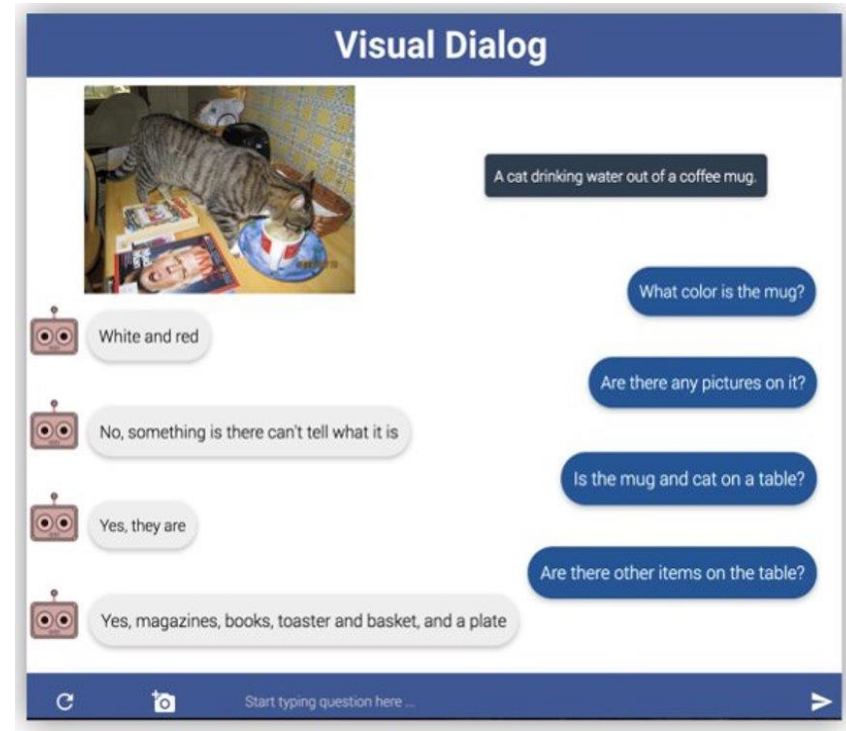 Visual Dialog
A cat drinking water out of a coffee mug.
What color is the mug?
White and red
Are there any pictures on it?
No, something is there can't tell what it is
Is the mug and cat on a table?
Yes, they are
Are there other items on the table?
Yes, magazines, books, toaster and basket, and a plate
Start typing question here ...